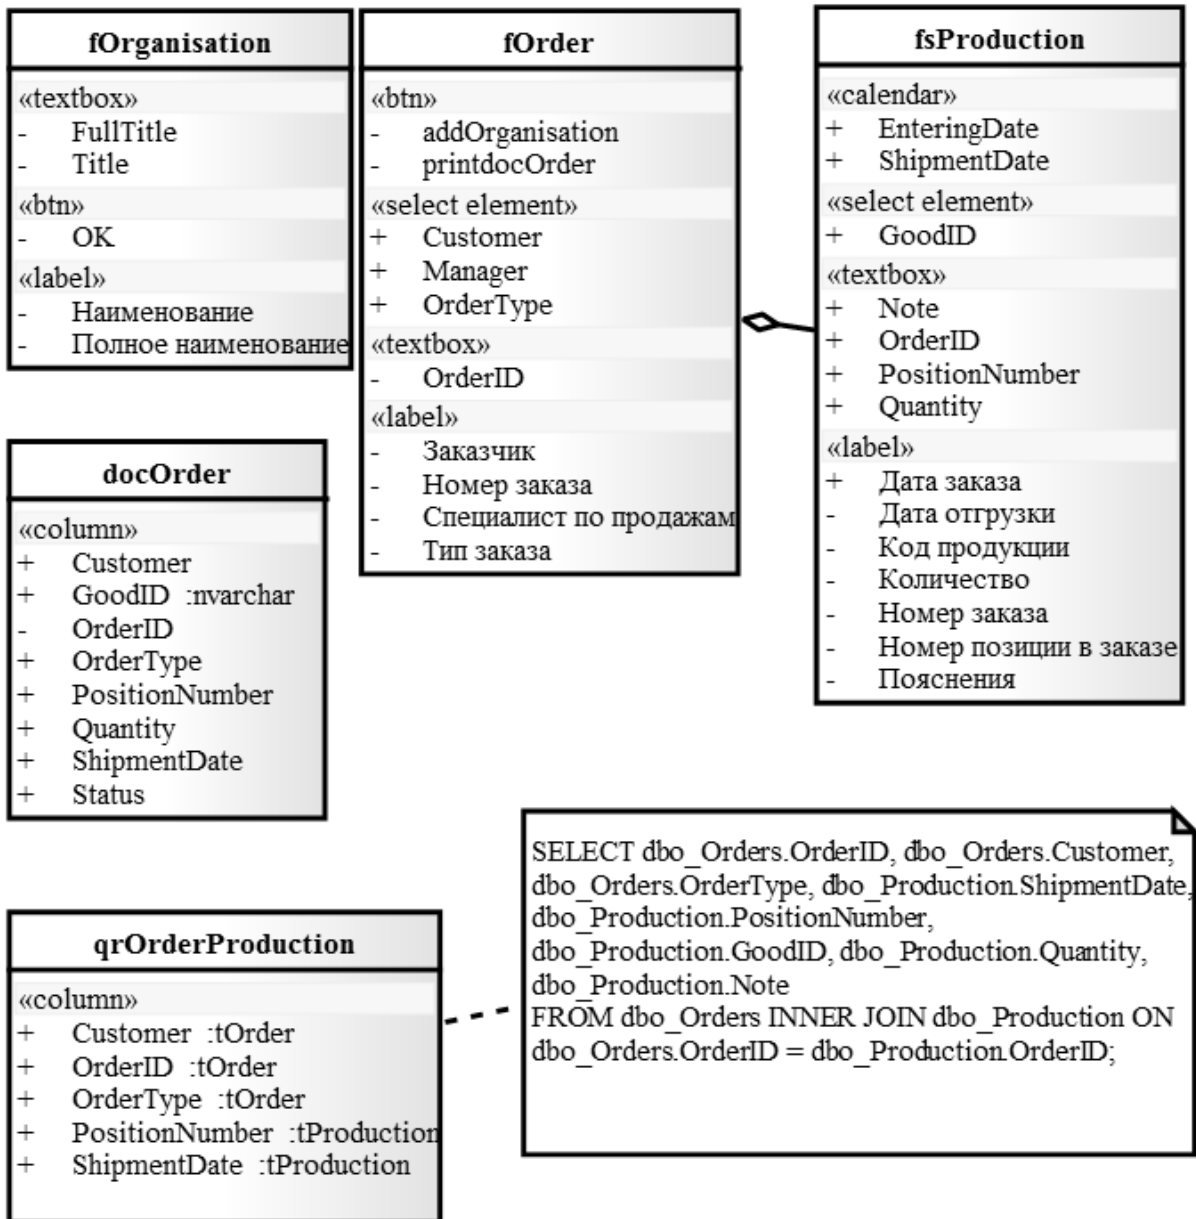 fOrganisation
«textbox»
- FullTitle
- Title
«btn»
- OK
«label»
- Наименование
- Полное наименование
fOrder
«btn»
- addOrganisation
- printdocOrder
«select element»
+ Customer
+ Manager
+ OrderType
«textbox»
- OrderID
«label»
- Заказчик
- Номер заказа
- Специалист по продажам
- Тип заказа
fsProduction
«calendar»
+ EnteringDate
+ ShipmentDate
«select element»
+ GoodID
«textbox»
+ Note
+ OrderID
+ PositionNumber
+ Quantity
«label»
+ Дата заказа
- Дата отгрузки
- Код продукции
- Количество
- Номер заказа
- Номер позиции в заказе
- Пояснения
docOrder
«column»
+ Customer
+ GoodID :nvarchar
- OrderID
+ OrderType
+ PositionNumber
+ Quantity
+ ShipmentDate
+ Status
qrOrderProduction
«column»
+ Customer :tOrder
+ OrderID :tOrder
+ OrderType :tOrder
+ PositionNumber :tProduction
+ ShipmentDate :tProduction
SELECT dbo_Orders.OrderID, dbo_Orders.Customer,
dbo_Orders.OrderType, dbo_Production.ShipmentDate,
dbo_Production.PositionNumber,
dbo_Production.GoodID, dbo_Production.Quantity,
dbo_Production.Note
FROM dbo_Orders INNER JOIN dbo_Production ON
dbo_Orders.OrderID = dbo_Production.OrderID;